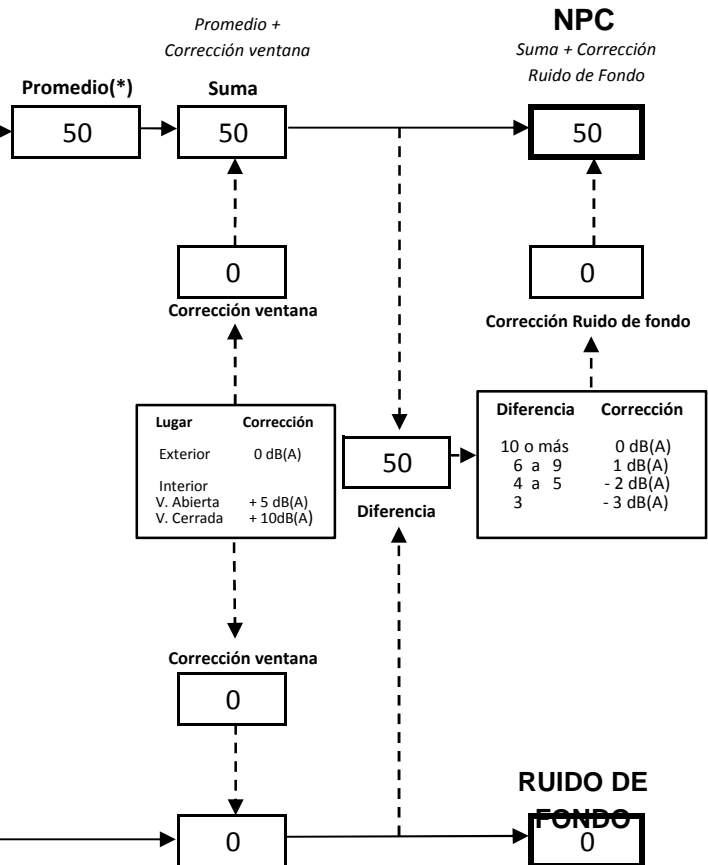 Promedio +
Corrección ventana
NPC
Suma + Corrección
Ruido de Fondo
Promedio(*)
Suma
50
50
50
0
0
Corrección ventana
Corrección Ruido de fondo
Lugar Corrección
Exterior 0 dB(A)
Interior
V. Abierta + 5 dB(A)
V. Cerrada + 10dB(A)
50
Diferencia
Diferencia Corrección
10 o más 0 dB(A)
6 a 9 1 dB(A)
4 a 5 - 2 dB(A)
3 - 3 dB(A)
Corrección ventana
0
RUIDO DE
FONDO
0
0